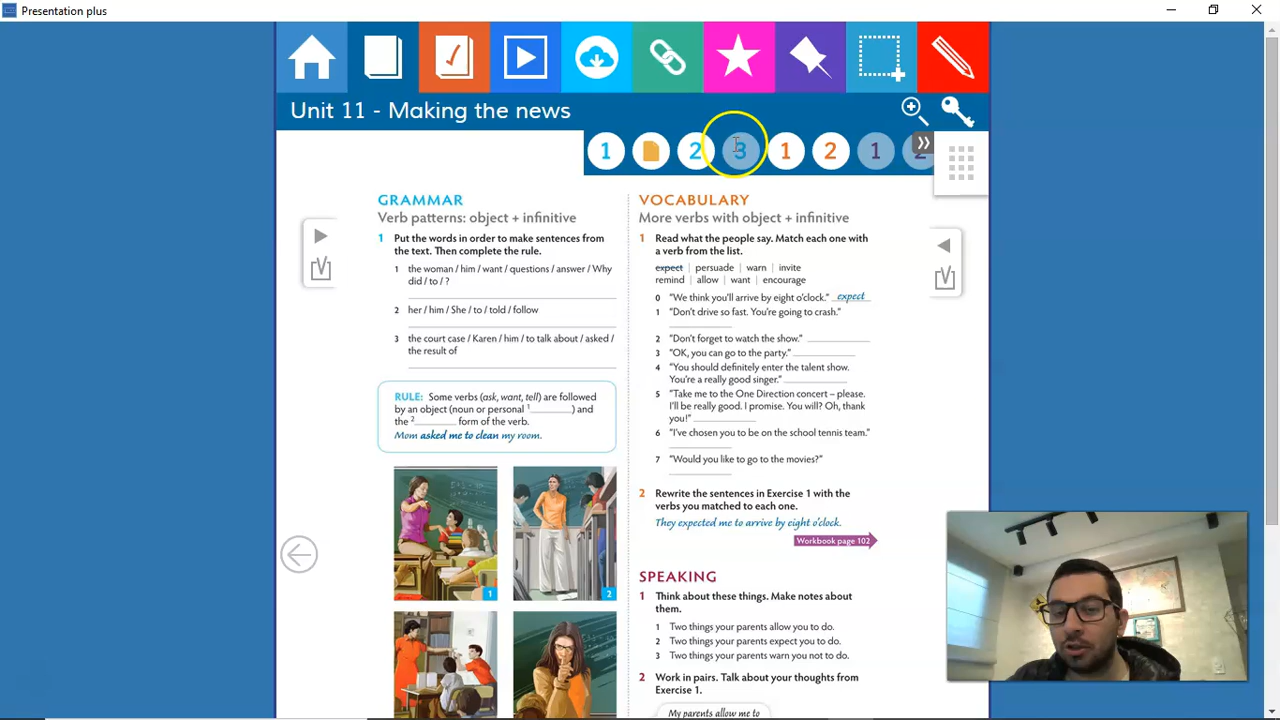 Presentation plus
Unit 11 - Making the news
1
2
3
1
2
1
2
GRAMMAR
Verb patterns: object + infinitive
1 Put the words in order to make sentences from
the text. Then complete the rule.
1 the woman / him / want / questions / answer / Why
did / to / ?
2 her / him / She / to / told / follow
3 the court case / Karen / him / to talk about / asked /
the result of
RULE: Some verbs (ask, want, tell) are followed
by an object (noun or personal 1________) and
the 2________ form of the verb.
Mom asked me to clean my room.
1
2
VOCABULARY
More verbs with object + infinitive
1 Read what the people say. Match each one with
a verb from the list.
expect | persuade | warn | invite
remind | allow | want | encourage
0 "We think you'll arrive by eight o'clock." expect
1 "Don't drive so fast. You're going to crash."
2 "Don't forget to watch the show."
3 "OK, you can go to the party."
4 "You should definitely enter the talent show.
You're a really good singer."
5 "Take me to the One Direction concert – please.
I'll be really good. I promise. You will? Oh, thank
you!"
6 "I've chosen you to be on the school tennis team."
7 "Would you like to go to the movies?"
2 Rewrite the sentences in Exercise 1 with the
verbs you matched to each one.
They expected me to arrive by eight o'clock.
Workbook page 102
SPEAKING
1 Think about these things. Make notes about
them.
1 Two things your parents allow you to do.
2 Two things your parents expect you to do.
3 Two things your parents warn you not to do.
2 Work in pairs. Talk about your thoughts from
Exercise 1.
My parents allow me to